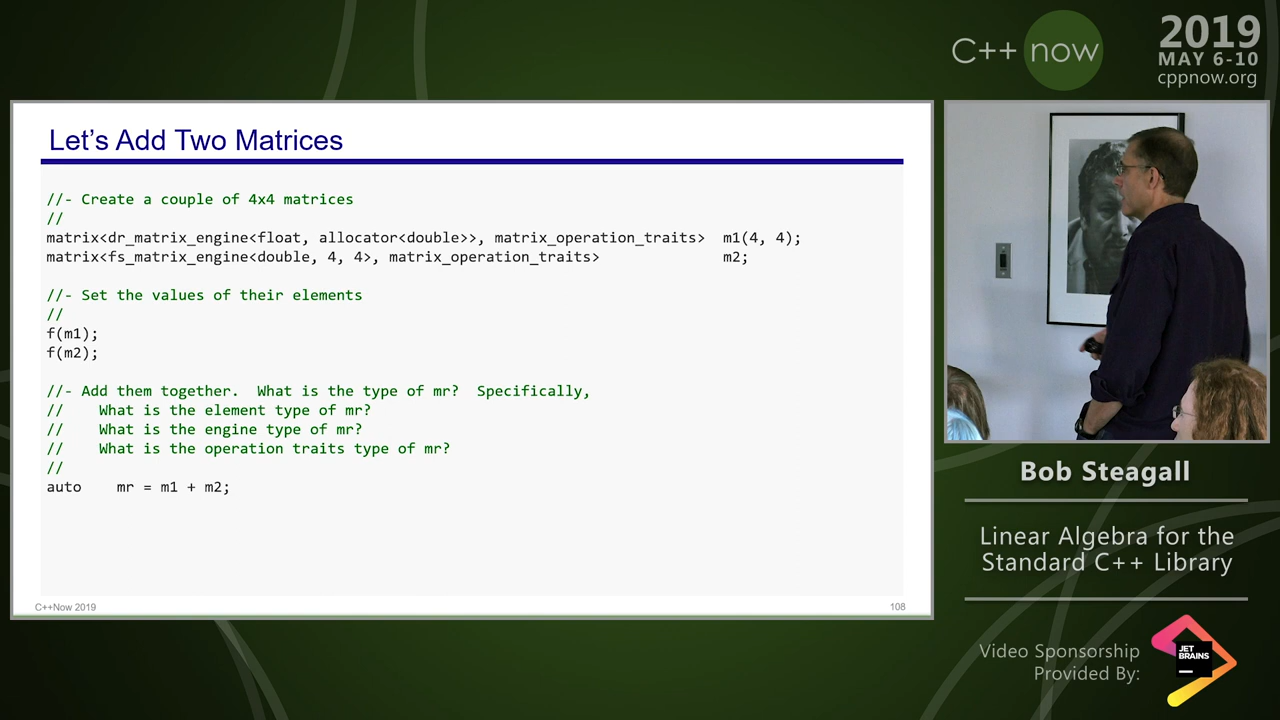 C++ now
2019
MAY 6-10
cppnow.org
Let's Add Two Matrices
//- Create a couple of 4x4 matrices
//
matrix<dr_matrix_engine<float, allocator<double>>, matrix_operation_traits>  m1(4, 4);
matrix<fs_matrix_engine<double, 4, 4>, matrix_operation_traits>              m2;
//- Set the values of their elements
//
f(m1);
f(m2);
//- Add them together.  What is the type of mr?  Specifically,
//    What is the element type of mr?
//    What is the engine type of mr?
//    What is the operation traits type of mr?
//
auto    mr = m1 + m2;
C++Now 2019
108
Bob Steagall
Linear Algebra for the
Standard C++ Library
Video Sponsorship
Provided By:
JET
BRAINS